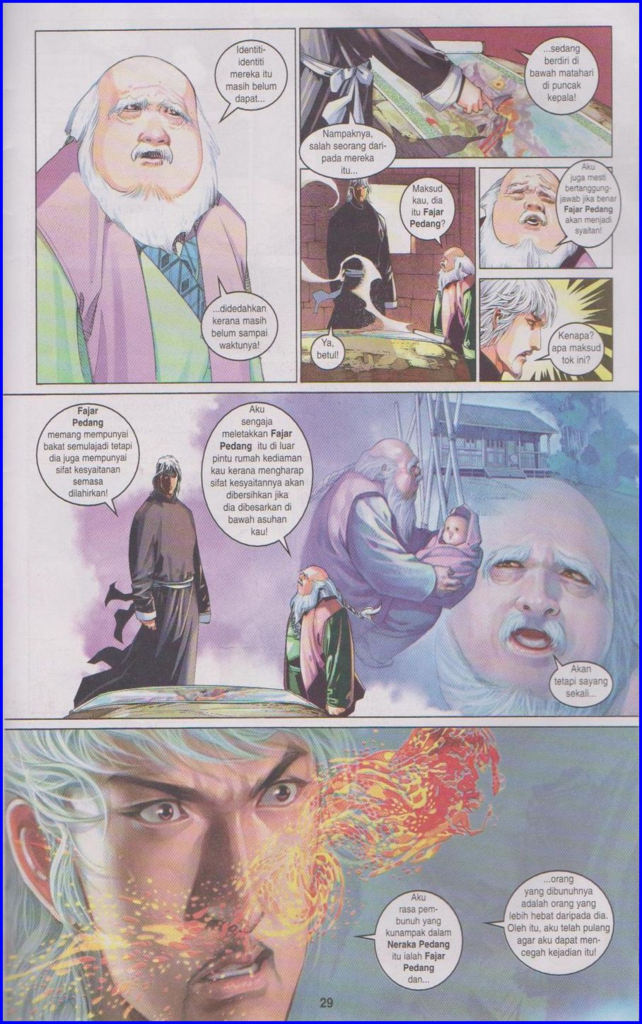 Identiti-
identiti
mereka itu
masih belum
dapat...
...didedahkan
kerana masih
belum sampai
waktunya!
...sedang
berdiri di
bawah matahari
di puncak
kepala!
Nampaknya,
salah seorang dari-
pada mereka
itu...
Maksud
kau, dia
itu Fajar
Pedang?
Ya,
betul!
Aku
juga mesti
bertanggung-
jawab jika benar
Fajar Pedang
akan menjadi
syaitan!
Kenapa?
apa maksud
tok ini?
Fajar
Pedang
memang mempunyai
bakat semulajadi tetapi
dia juga mempunyai
sifat kesyaitanan
semasa
dilahirkan!
Aku
sengaja
meletakkan Fajar
Pedang itu di luar
pintu rumah kediaman
kau kerana mengharap
sifat kesyaitannya akan
dibersihkan jika
dia dibesarkan di
bawah asuhan
kau!
Akan
tetapi sayang
sekali...
Aku
rasa pem-
bunuh yang
kunampak dalam
Neraka Pedang
itu ialah Fajar
Pedang
dan...
...orang
yang dibunuhnya
adalah orang yang
lebih hebat daripada dia.
Oleh itu, aku telah pulang
agar aku dapat men-
cegah kejadian itu!
29